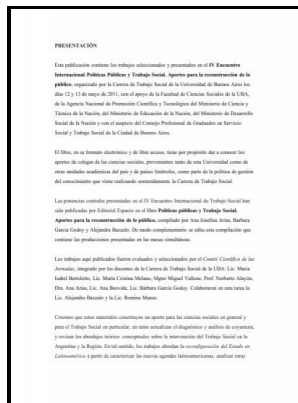 PRESENTACIÓN
Esta publicación contiene los trabajos seleccionados y presentados en el IV Encuentro
Internacional Políticas Públicas y Trabajo Social. Aportes para la reconstrucción de lo
público, organizado por la Carrera de Trabajo Social de la Universidad de Buenos Aires los
días 12 y 13 de mayo de 2011, con el apoyo de la Facultad de Ciencias Sociales de la UBA,
de la Agencia Nacional de Promoción Científica y Tecnológica del Ministerio de Ciencia y
Técnica de la Nación, del Ministerio de Educación de la Nación, del Ministerio de Desarrollo
Social de la Nación y con el auspicio del Consejo Profesional de Graduados en Servicio
Social y Trabajo Social de la Ciudad de Buenos Aires.
El libro, en su formato electrónico y de libre acceso, tiene por propósito dar a conocer los
aportes de colegas de las ciencias sociales, provenientes tanto de esta Universidad como de
otras unidades académicas del país y de países limítrofes, como parte de la política de gestión
del conocimiento que viene realizando sostenidamente la Carrera de Trabajo Social.
Las ponencias centrales presentadas en el IV Encuentro Internacional de Trabajo Social han
sido publicadas por Editorial Espacio en el libro Políticas públicas y Trabajo Social.
Aportes para la reconstrucción de lo público, compilado por Ana Josefina Arias, Bárbara
García Godoy y Alejandra Bazzalo. De modo complementario se edita esta compilación que
contiene las producciones presentadas en las mesas simultáneas.
Los trabajos aquí publicados fueron evaluados y seleccionados por el Comité Científico de las
Jornadas, integrado por los docentes de la Carrera de Trabajo Social de la UBA: Lic. María
Isabel Bertolotto, Lic. María Cristina Melano, Mgter Miguel Vallone, Prof. Norberto Alayón,
Dra. Ana Arias, Lic. Ana Bonvide, Lic. Bárbara García Godoy. Colaboraron en esta tarea la
Lic. Alejandra Bazzalo y la Lic. Romina Manes.
Creemos que estos materiales constituyen un aporte para las ciencias sociales en general y
para el Trabajo Social en particular, en tanto actualizan el diagnóstico y análisis de coyuntura,
y revisan los abordajes teórico- conceptuales sobre la intervención del Trabajo Social en la
Argentina y la Región. En tal sentido, los trabajos abordan la reconfiguración del Estado en
Latinoamérica a partir de caracterizar las nuevas agendas latinoamericanas, analizar otras